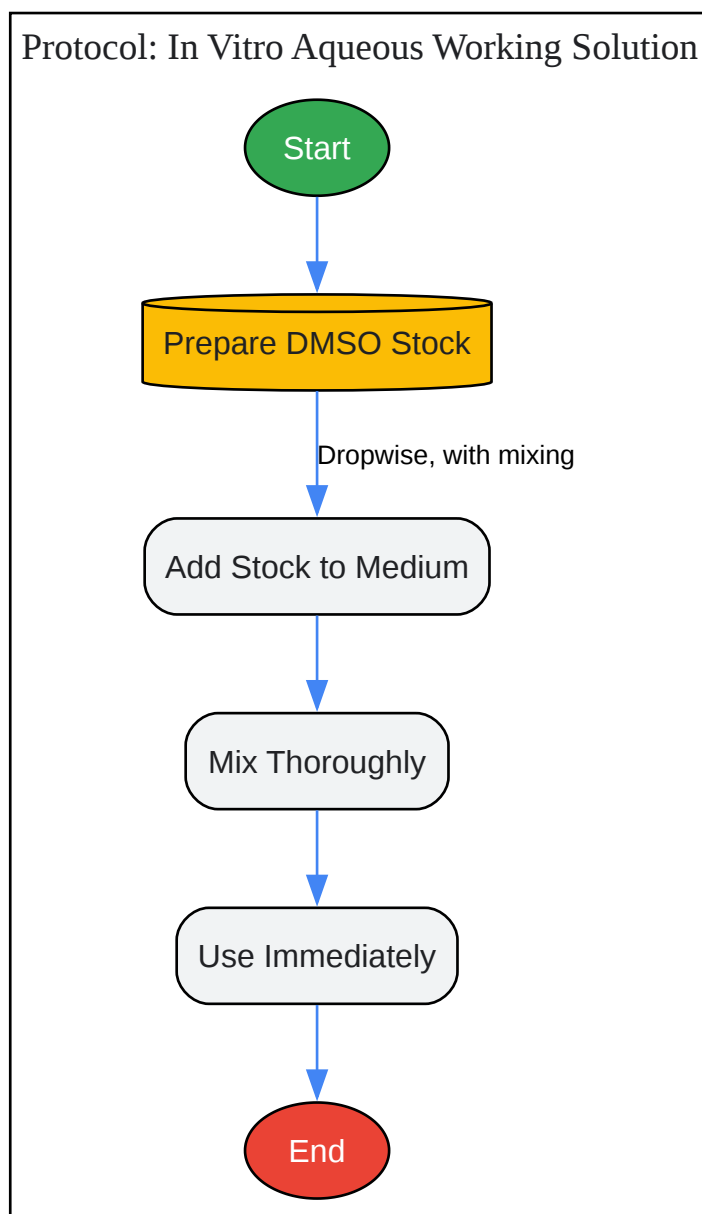 Protocol: In Vitro Aqueous Working Solution
Start
Prepare DMSO Stock
Dropwise, with mixing
Add Stock to Medium
Mix Thoroughly
Use Immediately
End